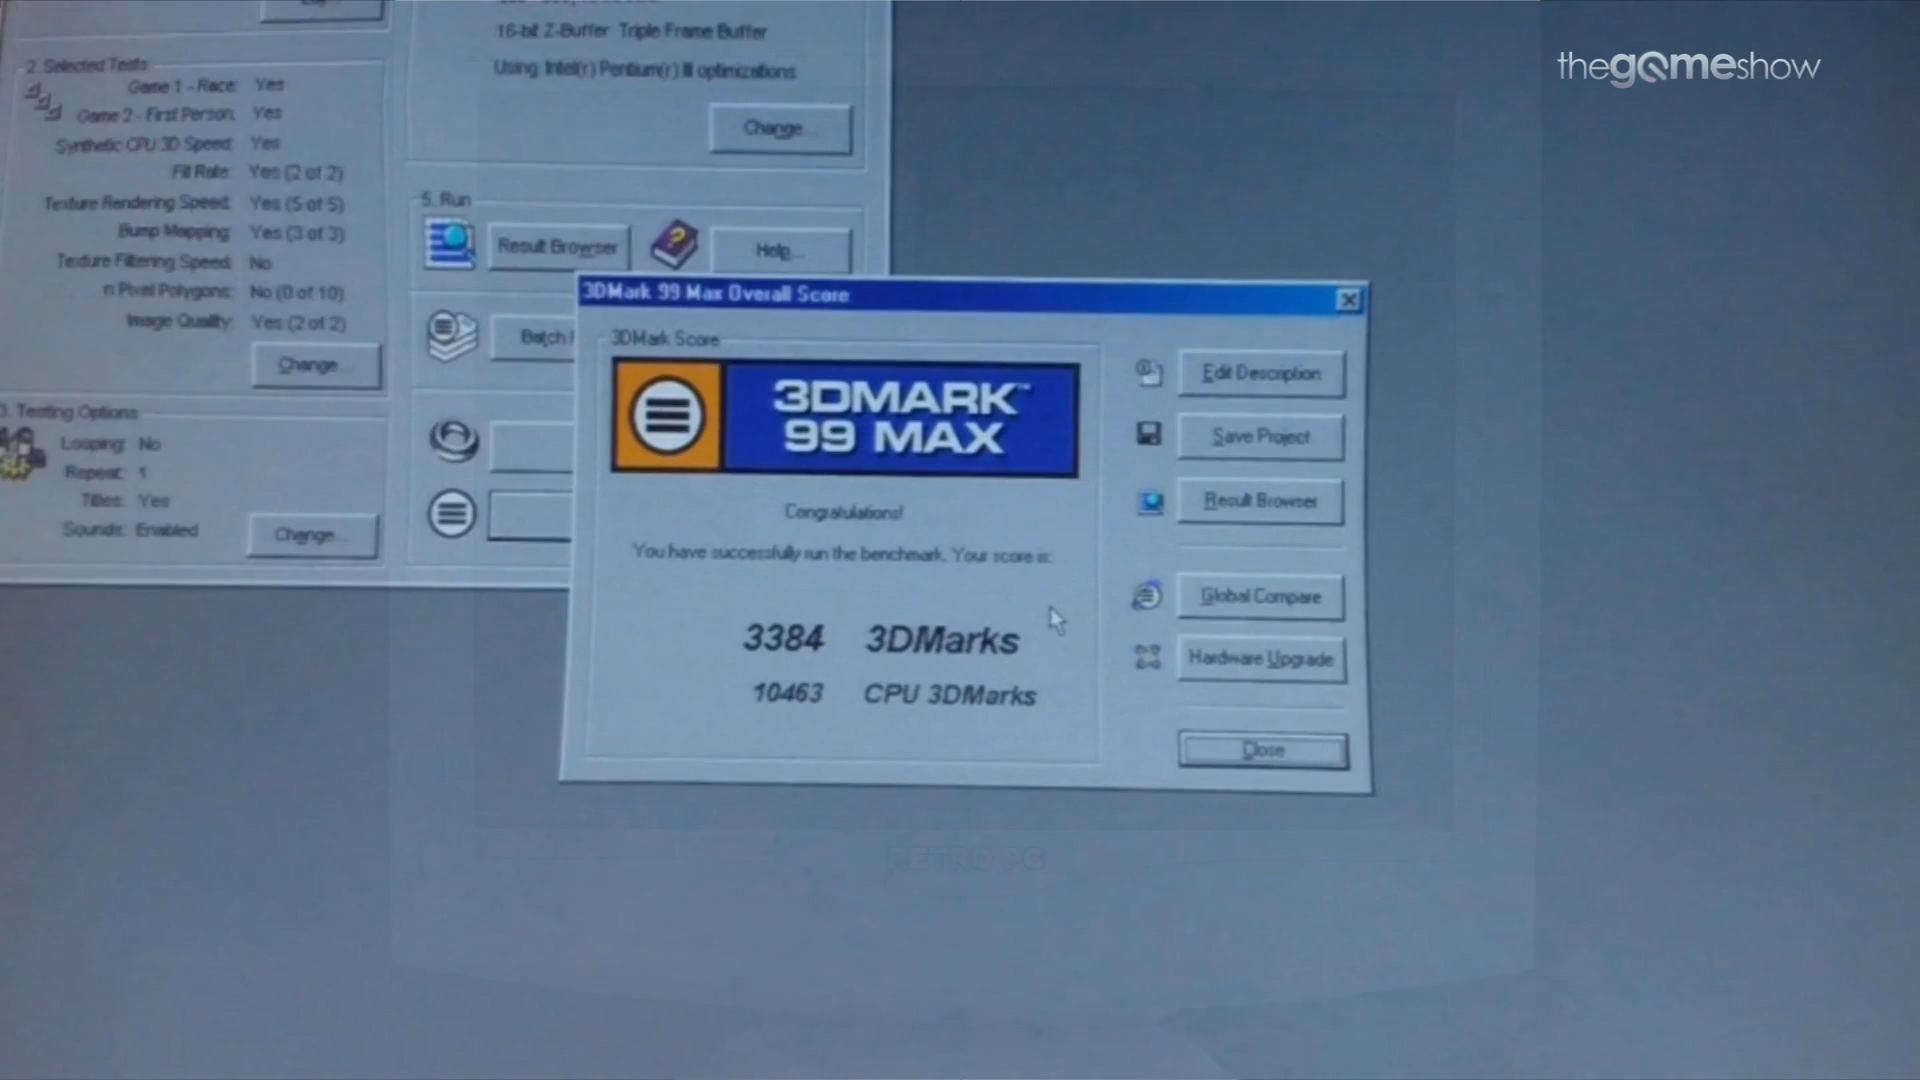 thegameshow
16-bit Z-Buffer Triple Frame Buffer
Using Intel(r) Pentium(r) III optimizations
Change...
2. Selected Tests
Game 1 - Race: Yes
Game 2 - First Person: Yes
Synthetic CPU 3D Speed: Yes
Fill Rate: Yes (2 of 2)
Texture Rendering Speed: Yes (5 of 5)
Bump Mapping: Yes (3 of 3)
Texture Filtering Speed: No
n Pixel Polygons: No (0 of 10)
Image Quality: Yes (2 of 2)
Change...
3. Testing Options
Looping: No
Repeat: 1
Titles: Yes
Sounds: Enabled
Change...
5. Run
Result Browser
Help...
Batch
3DMark 99 Max Overall Score
3DMark Score
3DMARK™
99 MAX
Congratulations!
You have successfully run the benchmark. Your score is:
3384 3DMarks
10463 CPU 3DMarks
Edit Description
Save Project
Result Browser
Global Compare
Hardware Upgrade
Close
RETRO PC